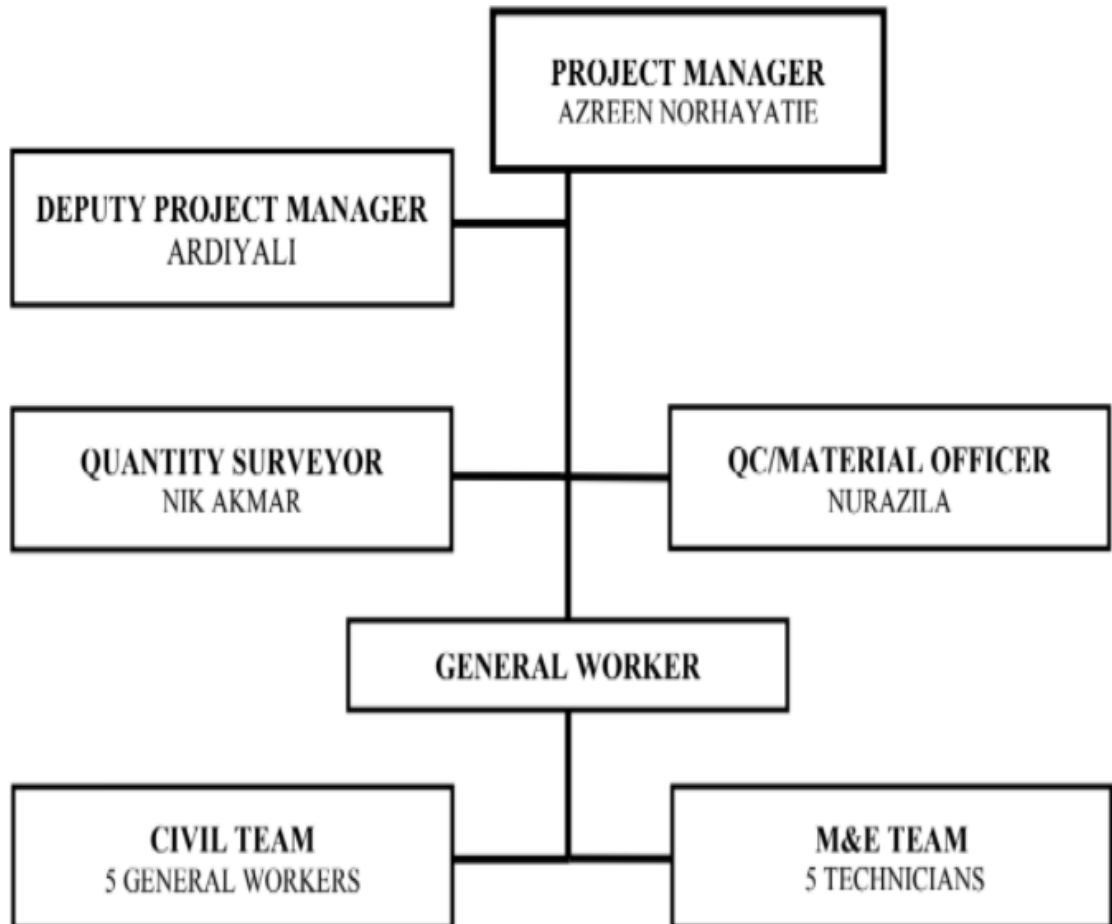 PROJECT MANAGER
AZREEN NORHAYATIE
DEPUTY PROJECT MANAGER
ARDIYALI
QUANTITY SURVEYOR
NIK AKMAR
QC/MATERIAL OFFICER
NURAZILA
GENERAL WORKER
CIVIL TEAM
5 GENERAL WORKERS
M&E TEAM
5 TECHNICIANS